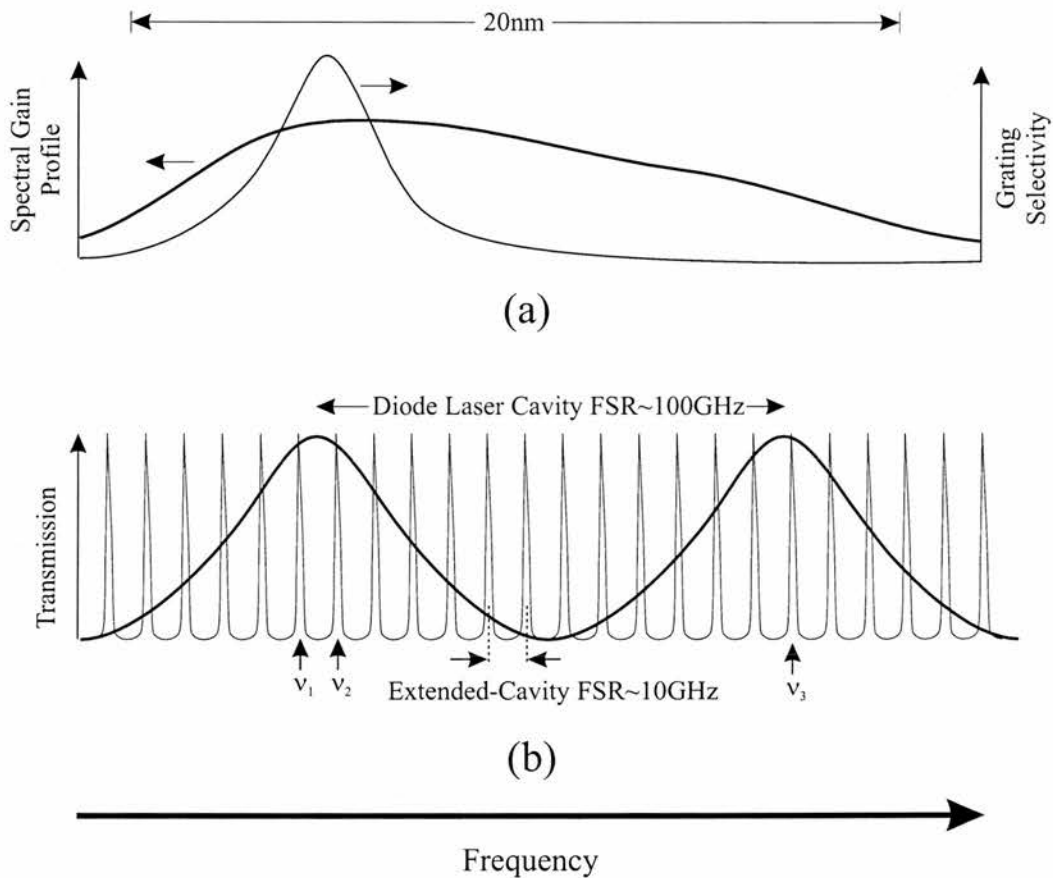 20nm
Spectral Gain
Profile
Grating
Selectivity
(a)
Diode Laser Cavity FSR~100GHz
Transmission
ν₁
ν₂
ν₃
Extended-Cavity FSR~10GHz
(b)
Frequency